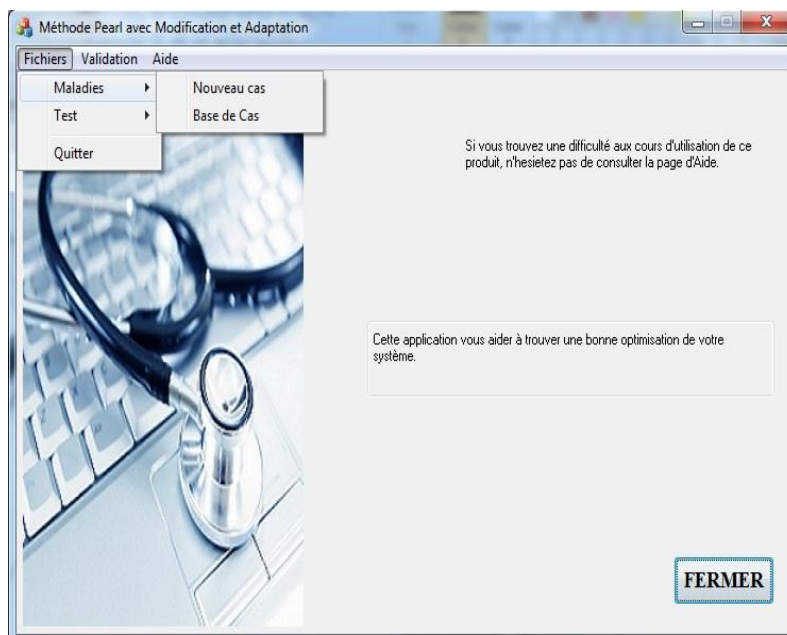 Méthode Pearl avec Modification et Adaptation
Fichiers Validation Aide
Maladies
Test
Quitter
Nouveau cas
Base de Cas
Si vous trouvez une difficulté aux cours d'utilisation de ce
produit, n'hesietez pas de consulter la page d'Aide.
Cette application vous aider à trouver une bonne optimisation de votre
système.
FERMER